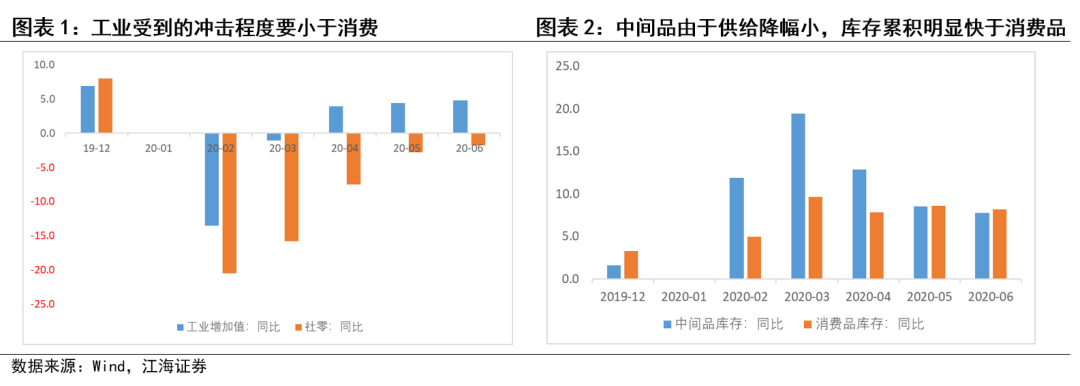 图表 1：工业受到的冲击程度要小于消费
10.0
5.0
0.0
-5.0
-10.0
-15.0
-20.0
-25.0
19-12 20-01 20-02 20-03 20-04 20-05 20-06
工业增加值：同比 社零：同比
图表 2：中间品由于供给降幅小，库存累积明显快于消费品
25.0
20.0
15.0
10.0
5.0
0.0
2019-12 2020-01 2020-02 2020-03 2020-04 2020-05 2020-06
中间品库存：同比 消费品库存：同比
数据来源：Wind，江海证券